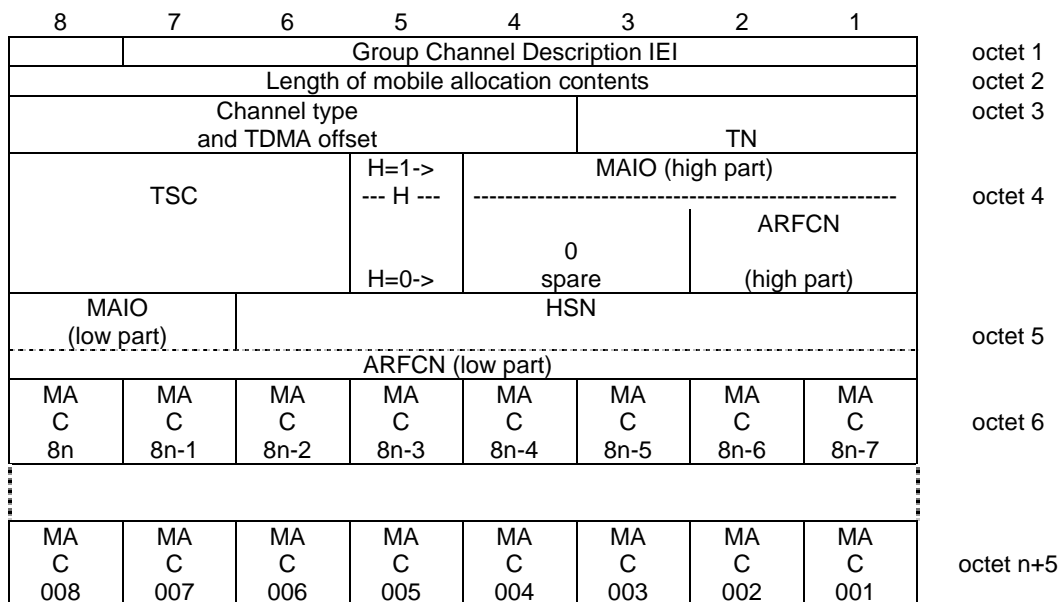 8 7 6 5 4 3 2 1
Group Channel Description IEI octet 1
Length of mobile allocation contents octet 2
Channel type octet 3
and TDMA offset TN
H=1-> MAIO (high part)
TSC --- H --- ---------------------------------------------------- octet 4
ARFCN
0
H=0-> spare (high part)
MAIO HSN
(low part) octet 5
ARFCN (low part)
MA MA MA MA MA MA MA MA
C C C C C C C C octet 6
8n 8n-1 8n-2 8n-3 8n-4 8n-5 8n-6 8n-7
MA MA MA MA MA MA MA MA
C C C C C C C C octet n+5
008 007 006 005 004 003 002 001